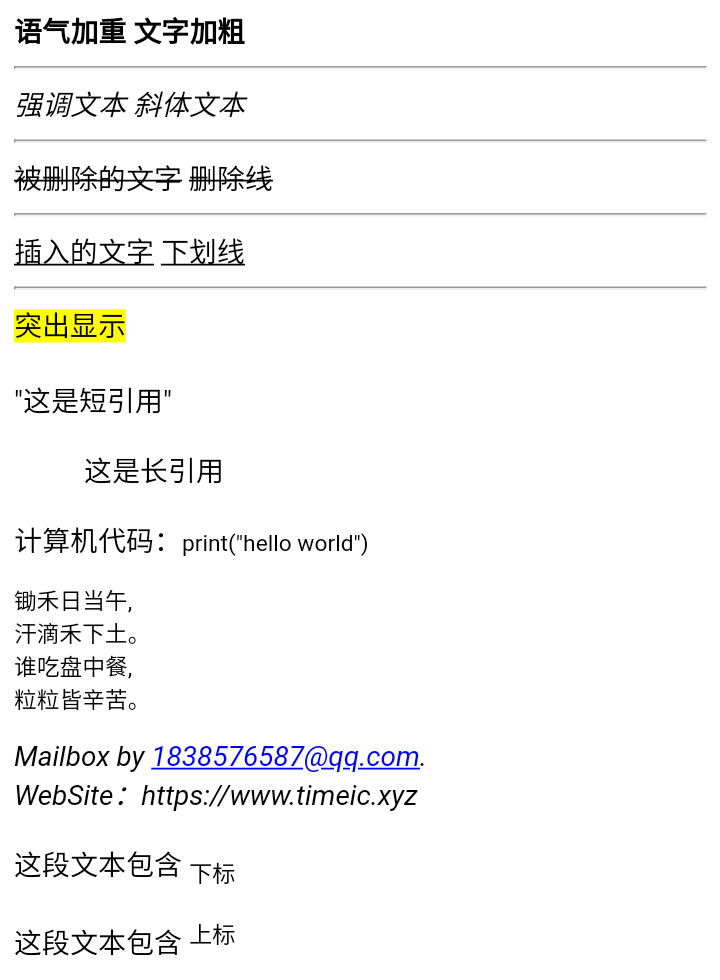 语气加重 文字加粗
强调文本 斜体文本
被删除的文字 删除线
插入的文字 下划线
突出显示
"这是短引用"
这是长引用
计算机代码：print("hello world")
锄禾日当午,
汗滴禾下土。
谁吃盘中餐,
粒粒皆辛苦。
Mailbox by 1838576587@qq.com.
WebSite：https://www.timeic.xyz
这段文本包含 下标
这段文本包含 上标